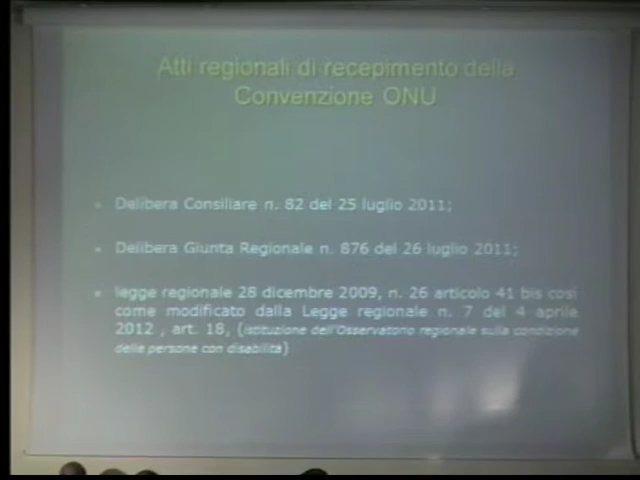 Atti regionali di recepimento della
Convenzione ONU
Delibera Consiliare n. 82 del 25 luglio 2011;
Delibera Giunta Regionale n. 876 del 26 luglio 2011;
legge regionale 28 dicembre 2009, n. 26 articolo 41 bis così
come modificato dalla Legge regionale n. 7 del 4 aprile
2012 , art. 18, (istituzione dell'Osservatorio regionale sulla condizione
delle persone con disabilità)